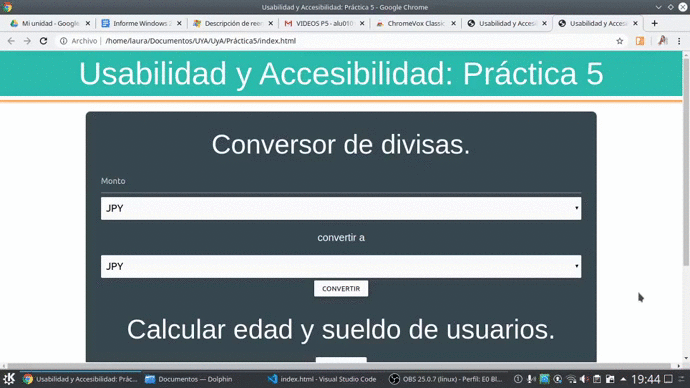 Usabilidad y Accesibilidad: Práctica 5 - Google Chrome
Mi unidad - Google
Informe Windows
Descripción de ree
VIDEOS P5 - alu010
ChromeVox Classic
Usabilidad y Acces
Usabilidad y Acces
Archivo | /home/laura/Documentos/UYA/UyA/Práctica5/index.html
Usabilidad y Accesibilidad: Práctica 5
Conversor de divisas.
Monto
JPY
convertir a
JPY
CONVERTIR
Calcular edad y sueldo de usuarios.
Usabilidad y Accesibilidad: Prác...
Documentos — Dolphin
index.html - Visual Studio Code
OBS 25.0.7 (linux) - Perfil: E0 Bl...
19:44